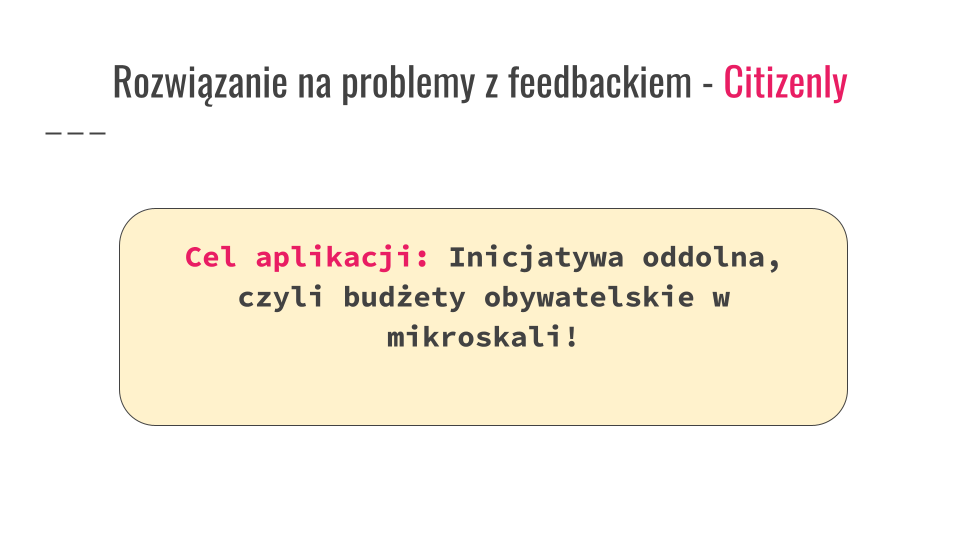 Rozwiązanie na problemy z feedbackiem - Citizenly
Cel aplikacji: Inicjatywa oddolna,
czyli budżety obywatelskie w
mikroskali!